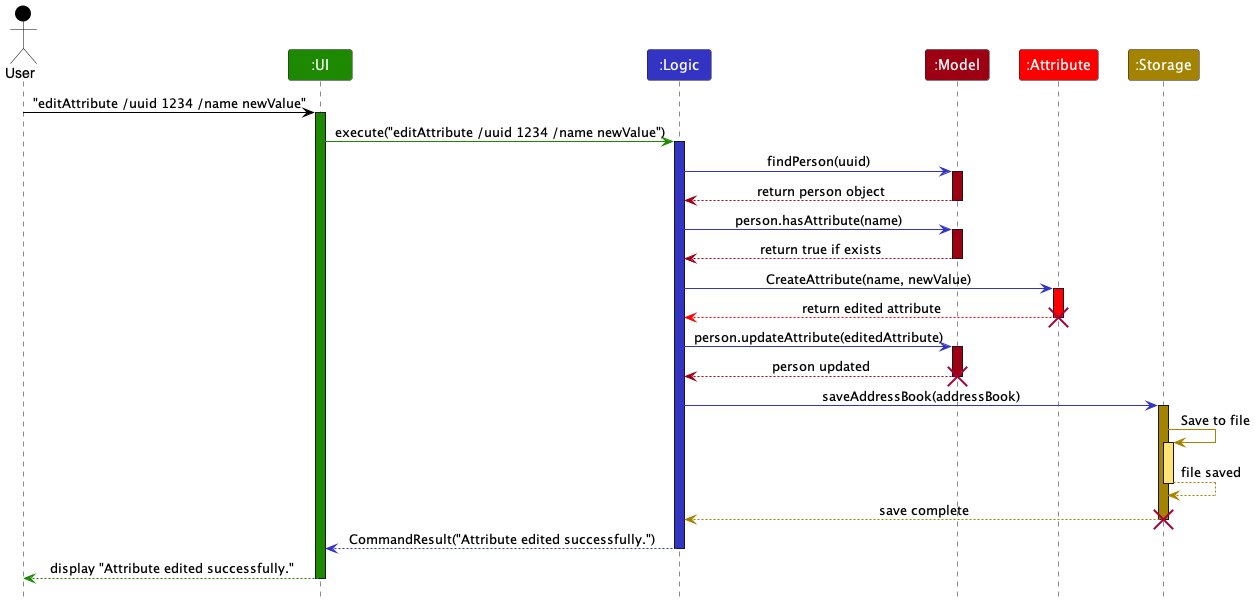 User
:UI
:Logic
:Model
:Attribute
:Storage
"editAttribute /uuid 1234 /name newValue"
execute("editAttribute /uuid 1234 /name newValue")
findPerson(uuid)
return person object
person.hasAttribute(name)
return true if exists
CreateAttribute(name, newValue)
return edited attribute
person.updateAttribute(editedAttribute)
person updated
saveAddressBook(addressBook)
Save to file
file saved
save complete
CommandResult("Attribute edited successfully.")
display "Attribute edited successfully."